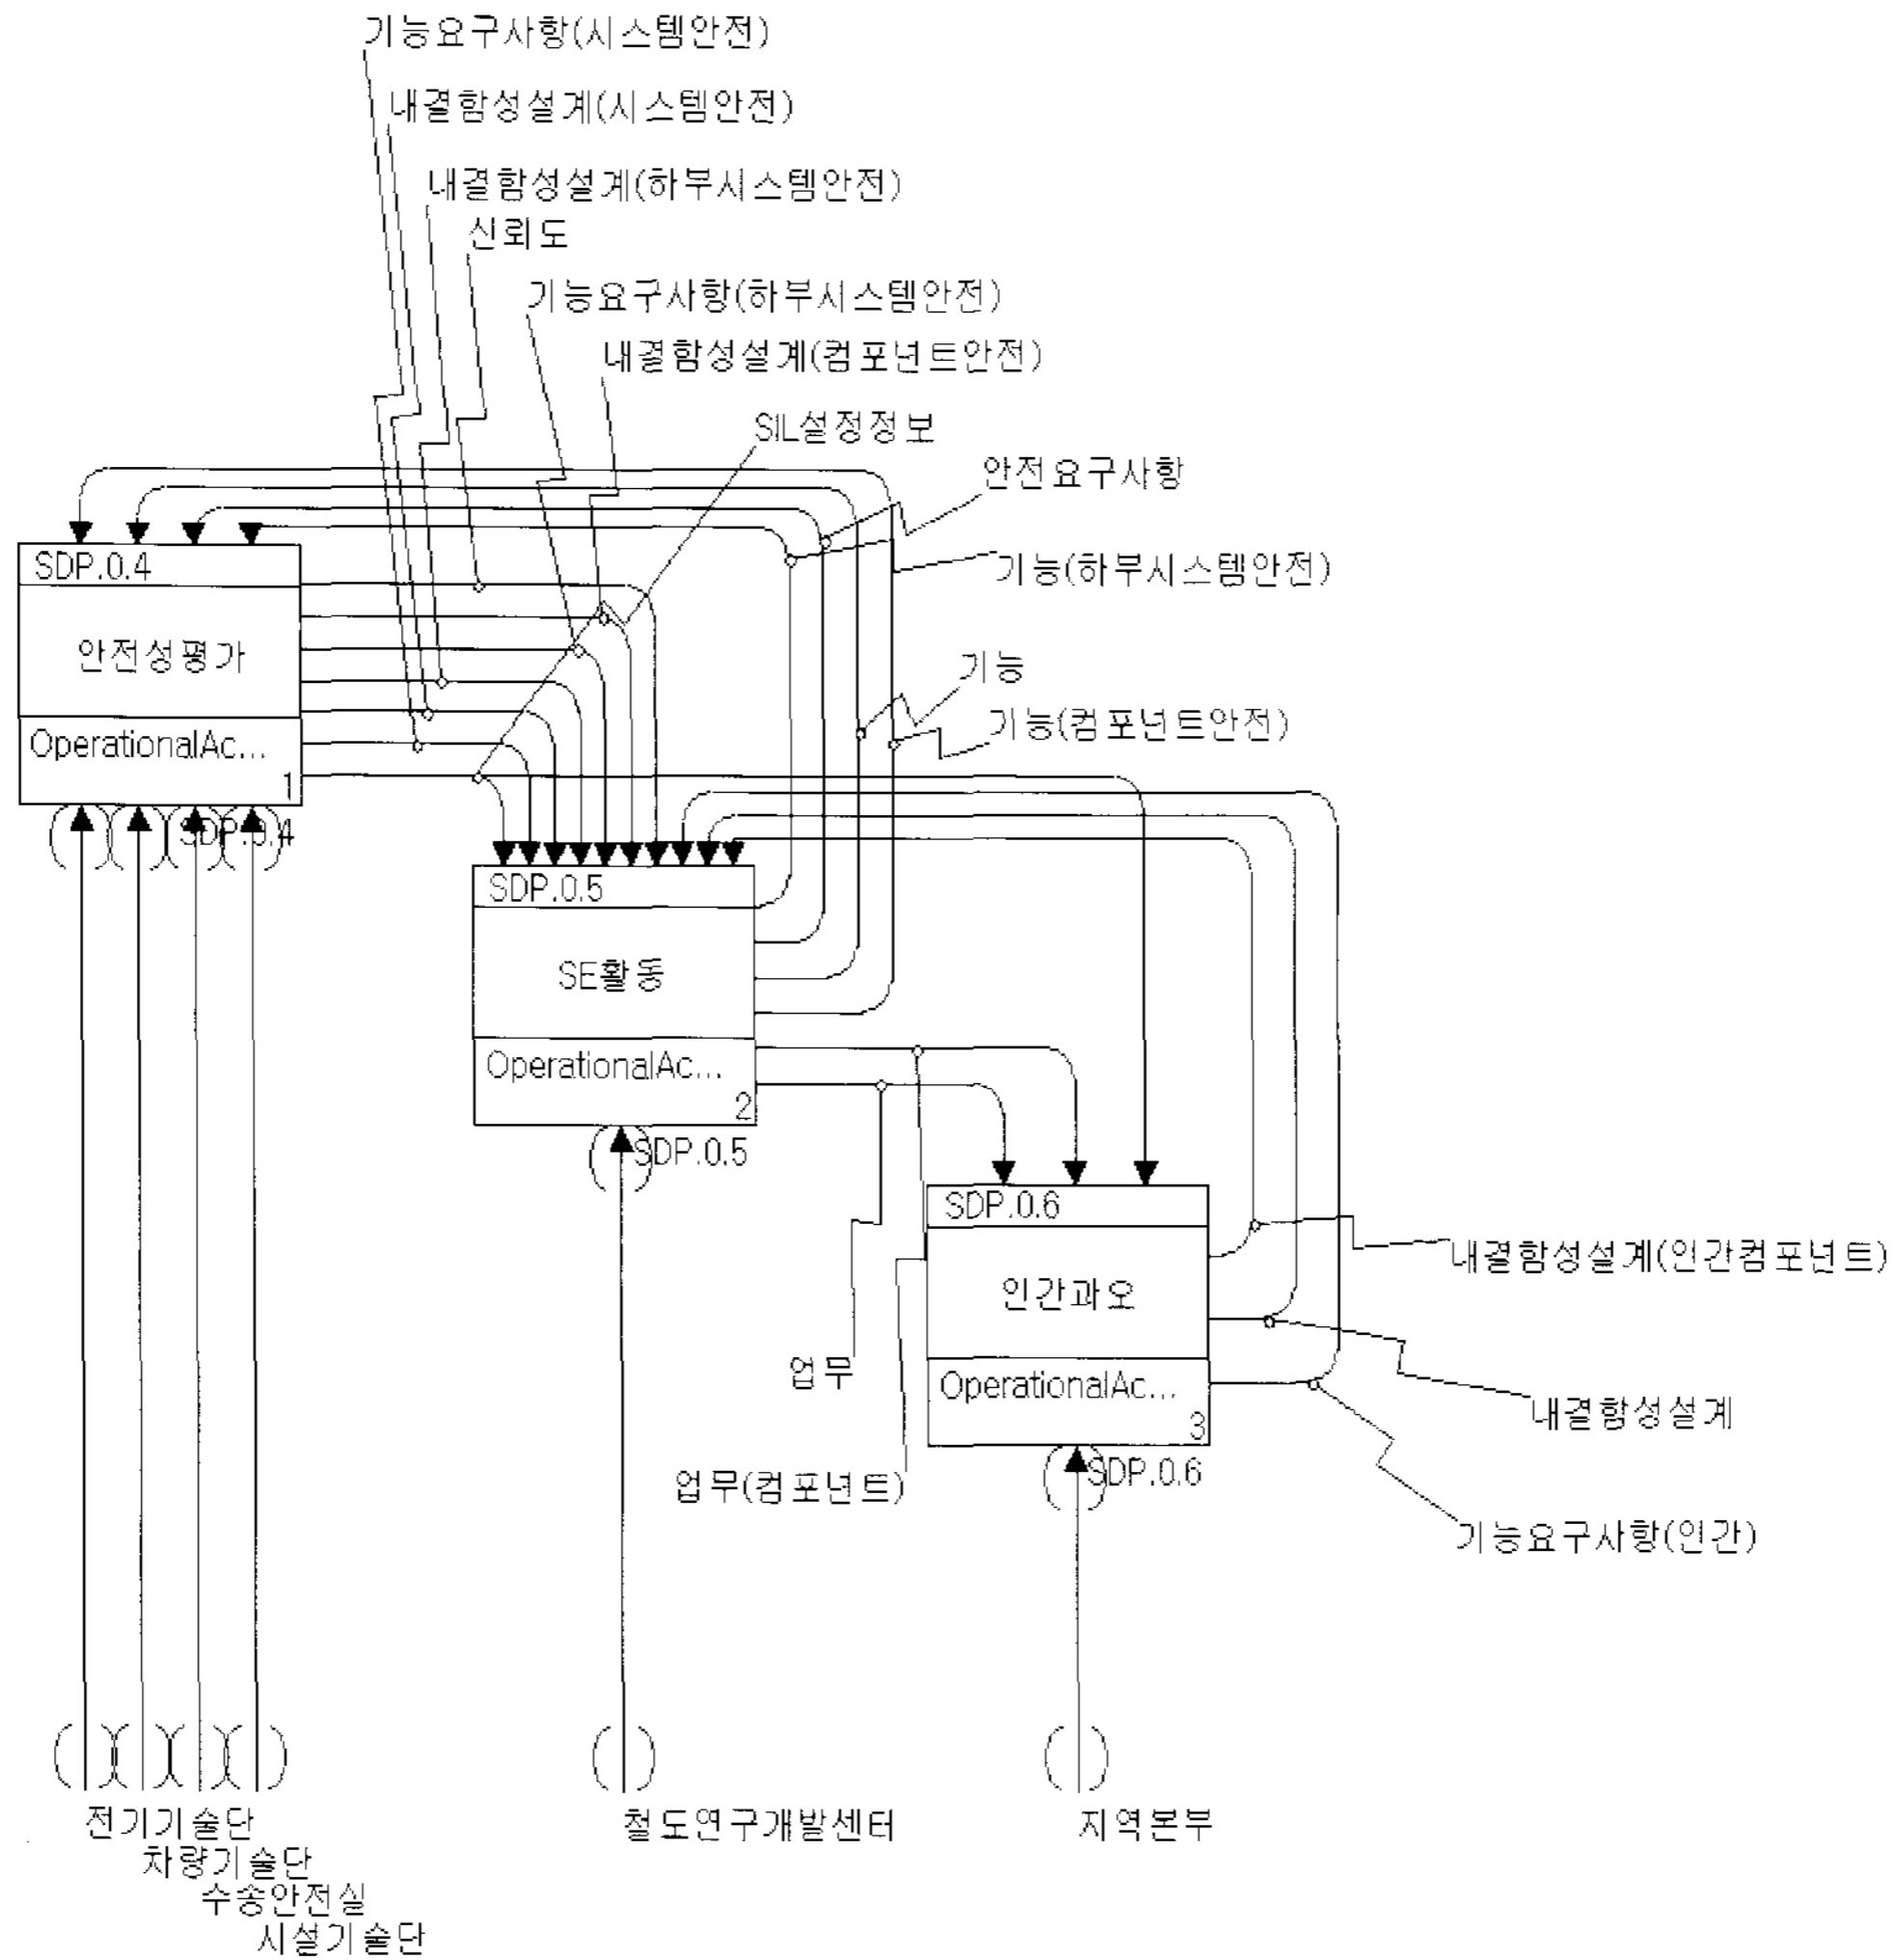 기능요구사항(시스템안전)
내결함성설계(시스템안전)
내결함성설계(하부시스템안전)
신뢰도
기능요구사항(하부시스템안전)
내결함성설계(컴포넌트안전)
SIL설정정보
안전요구사항
SDP.0.4
기능(하부시스템안전)
안전성평가
기능
기능(컴포넌트안전)
OperationalAc...
1
SDP.0.4
SDP.0.5
SE활동
OperationalAc...
2
SDP.0.5
SDP.0.6
내결함성설계(인간컴포넌트)
인간과오
업무
OperationalAc...
3
내결함성설계
SDP.0.6
업무(컴포넌트)
기능요구사항(인간)
전기기술단
철도연구개발센터
지역본부
차량기술단
수송안전실
시설기술단